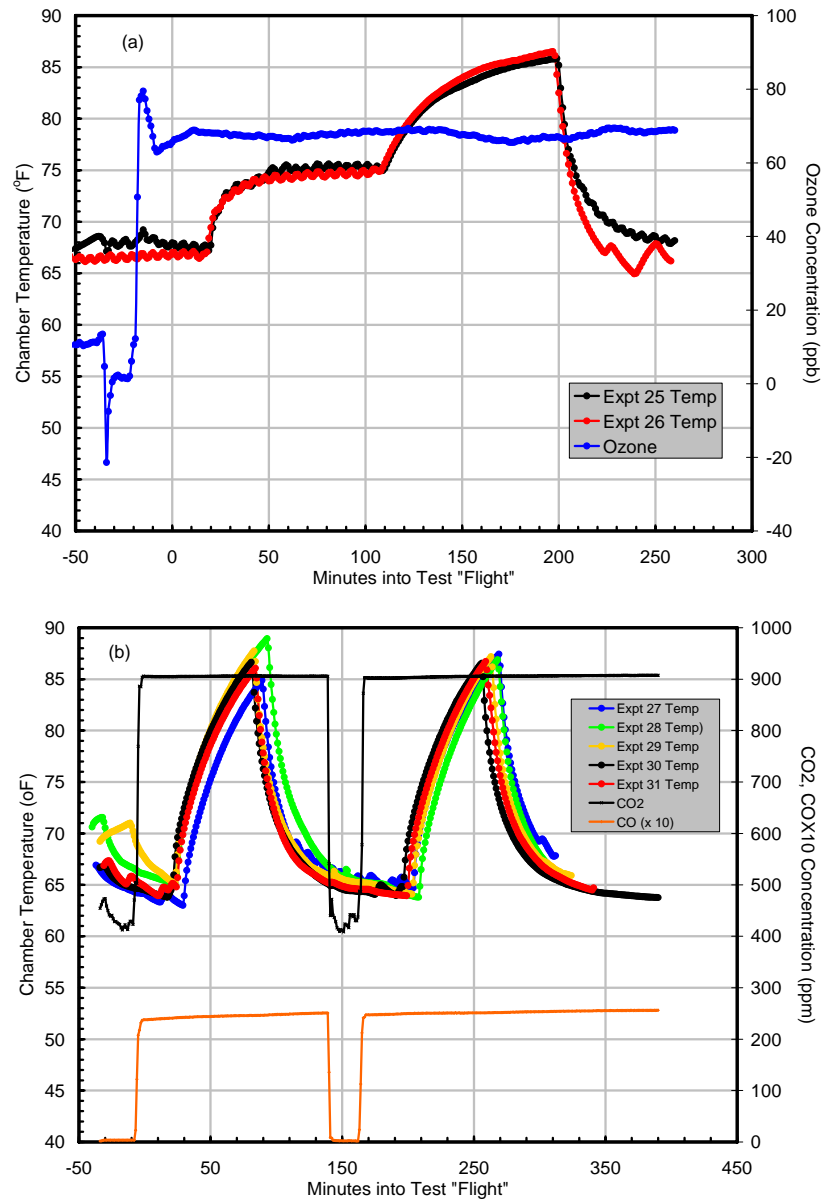 (a)
90
85
80
75
70
65
60
55
50
45
40
Chamber Temperature (⁰F)
100
80
60
40
20
0
-20
-40
Ozone Concentration (ppb)
Expt 25 Temp
Expt 26 Temp
Ozone
-50 0 50 100 150 200 250 300
Minutes into Test "Flight"
(b)
90
85
80
75
70
65
60
55
50
45
40
Chamber Temperature (oF)
1000
900
800
700
600
500
400
300
200
100
0
CO2, COX10 Concentration (ppm)
Expt 27 Temp
Expt 28 Temp)
Expt 29 Temp
Expt 30 Temp
Expt 31 Temp
CO2
CO (x 10)
-50 50 150 250 350 450
Minutes into Test "Flight"